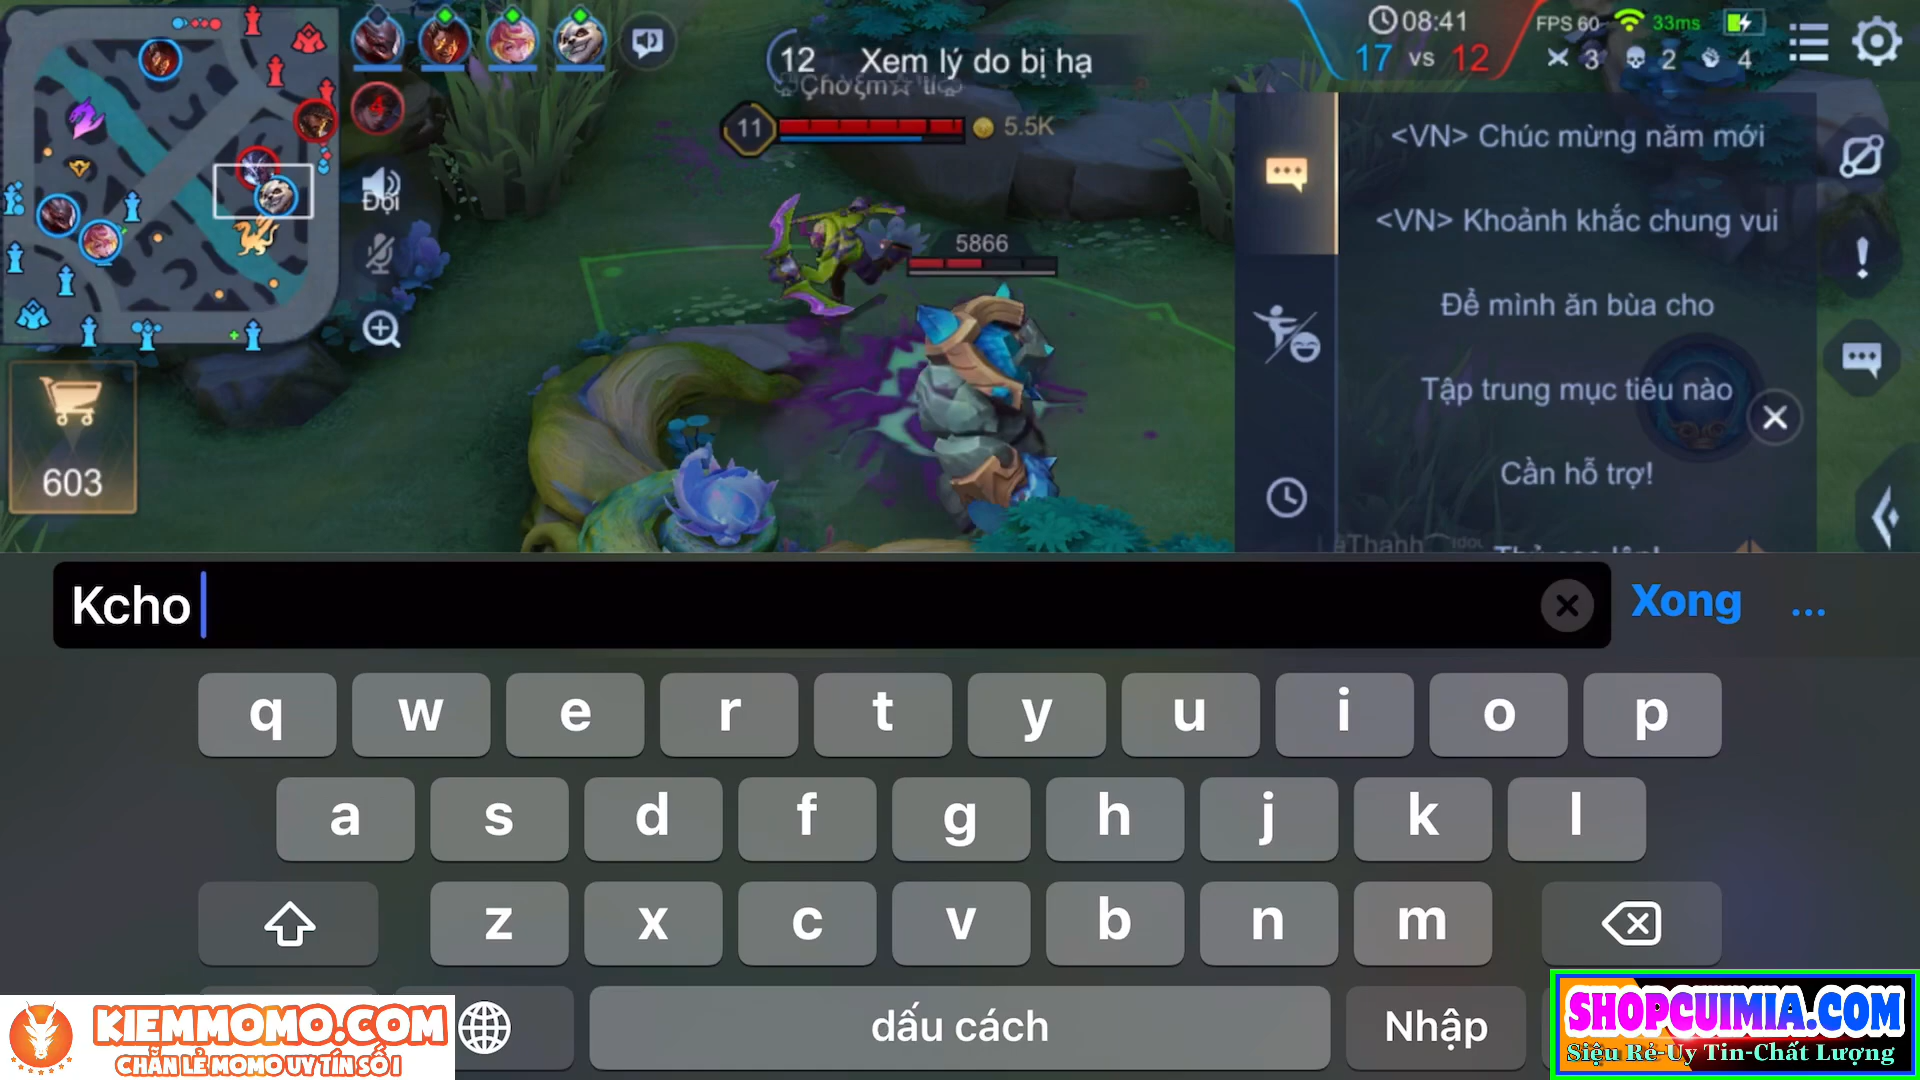 12 Xem lý do bị hạ
11
5.5K
5866
08:41
17 vs 12
FPS 60
33ms
3 2 4
4
Đội
603
<VN> Chúc mừng năm mới
<VN> Khoảnh khắc chung vui
Để mình ăn bùa cho
Tập trung mục tiêu nào
Cần hỗ trợ!
Kcho
Xong ...
q w e r t y u i o p
a s d f g h j k l
z x c v b n m
dấu cách
Nhập
KIEMMOMO.COM
CHẴN LẺ MOMO UY TÍN SỐ 1
SHOPCUIMIA.COM
Siệu Rẻ-Uy Tin-Chất Lượng